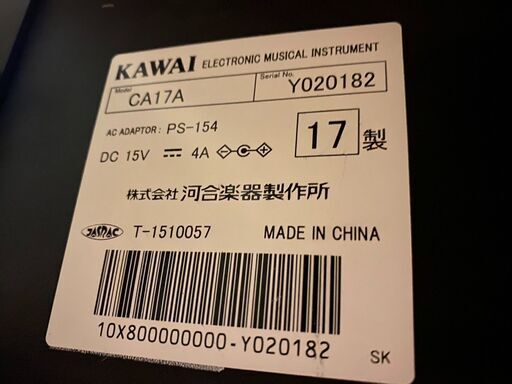 KAWAI ELECTRONIC MUSICAL INSTRUMENT
Model CA17A Serial No. Y020182
AC ADAPTOR: PS-154
DC 15V 4A
17 製
株式会社 河合楽器製作所
JASRAC T-1510057 MADE IN CHINA
10X800000000-Y020182
SK